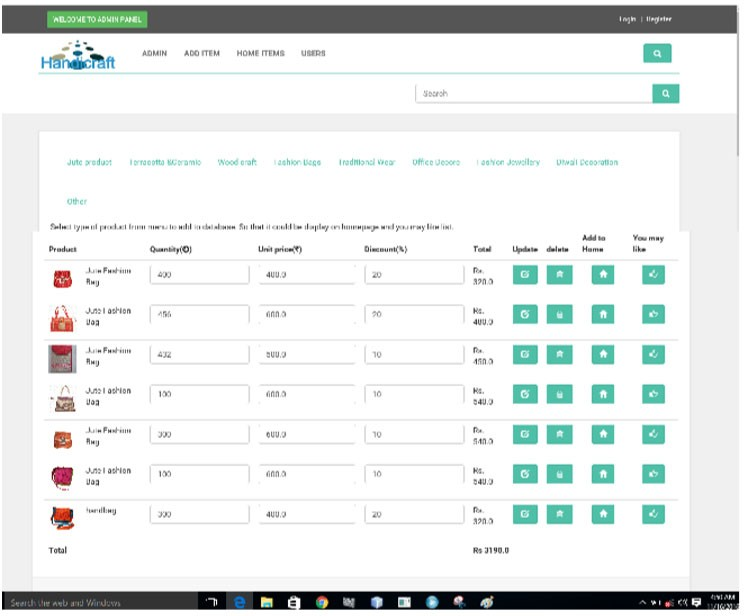 WELCOME TO ADMIN PANEL
Login | Register
Handicraft
ADMIN ADD ITEM HOME ITEMS USERS
Search
Jute product Terracotta &Ceramic Wood craft Fashion Bags Traditional Wear Office Decore Fashion Jewellery Diwali Decoration
Other
Select type of product from menu to add to database. So that it could be display on homepage and you may like list.
Product Quantity Unit price(₹) Discount(%) Total Update delete Add to Home You may like
Jute Fashion Bag 400 400.0 20 Rs. 320.0
Jute Fashion Bag 456 600.0 20 Rs. 480.0
Jute Fashion Bag 432 500.0 10 Rs. 450.0
Jute Fashion Bag 100 600.0 10 Rs. 540.0
Jute Fashion Bag 300 600.0 10 Rs. 540.0
Jute Fashion Bag 100 600.0 10 Rs. 540.0
handbag 300 400.0 20 Rs. 320.0
Total Rs 3190.0
Search the web and Windows